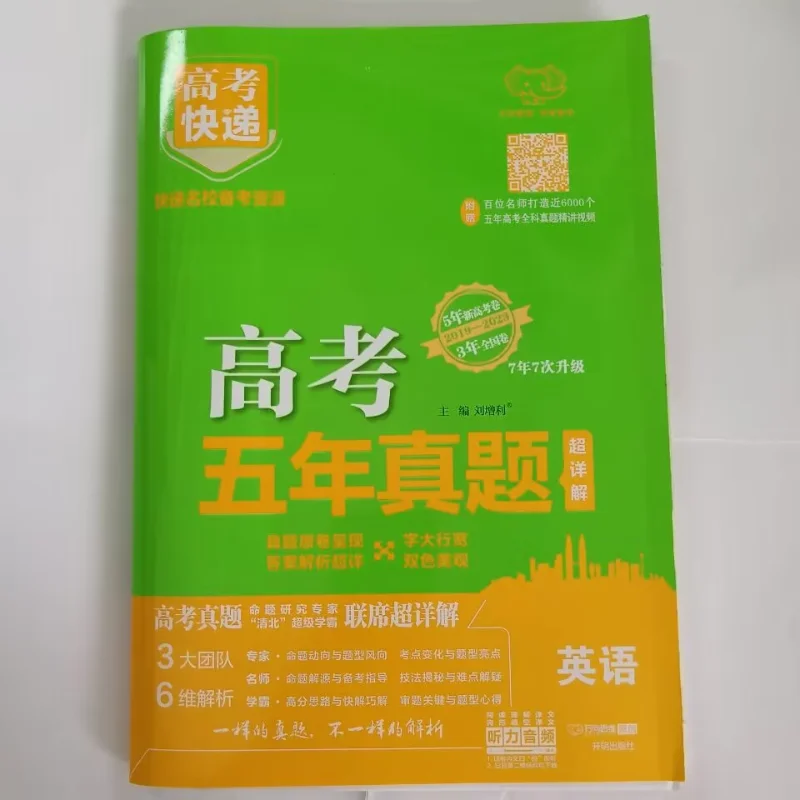 高考
快递
快递名校备考资源
附赠
百位名师打造近6000个
五年高考全科真题精讲视频
5年新高考卷
2019—2023
3年全国卷
7年7次升级
高考
主 编 刘增利
五年真题
超详解
真题原卷呈现
答案解析超详
字大行宽
双色美观
高考真题
命题研究专家
“清北”超级学霸
联席超详解
3大团队
6维解析
专家·命题动向与题型风向 考点变化与题型亮点
名师·命题解源与备考指导 技法揭秘与难点解疑
学霸·高分思路与快解巧解 审题关键与题型心得
一样的真题,不一样的解析
英语
听力音频
万向思维
开明出版社